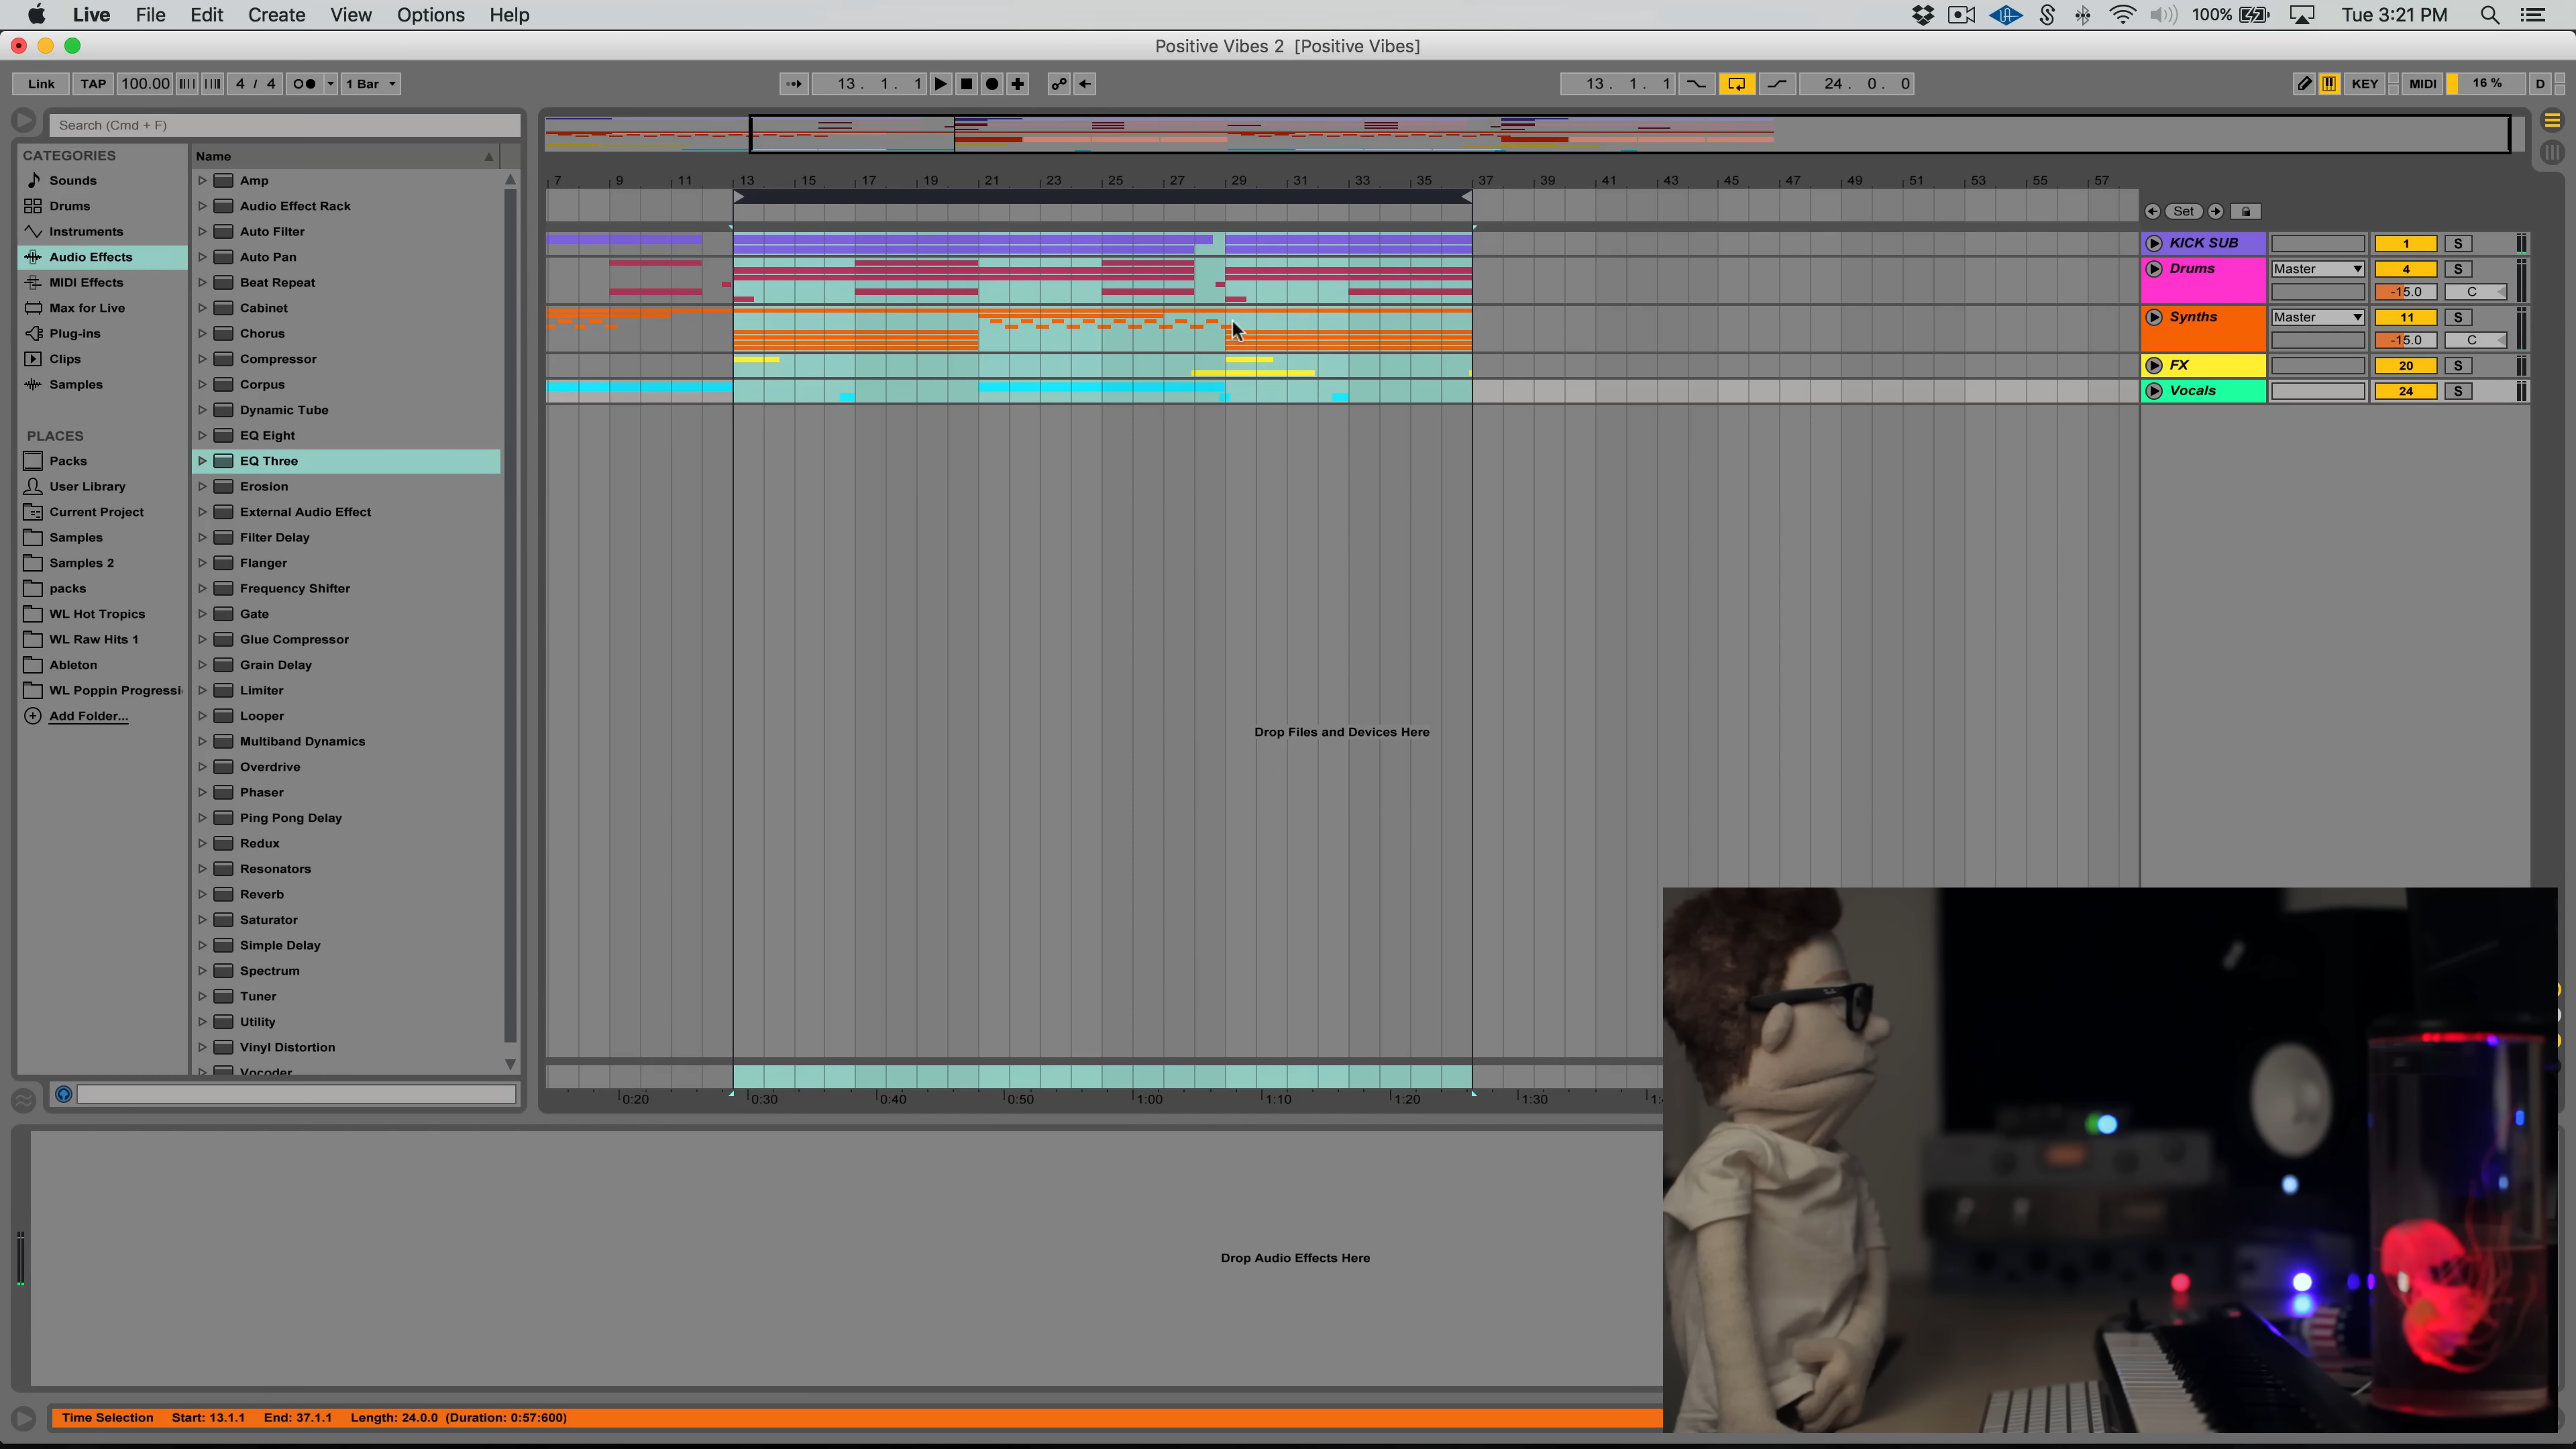 Live File Edit Create View Options Help 100% Tue 3:21 PM
Positive Vibes 2 [Positive Vibes]
Link TAP 100.00 4 / 4 1 Bar 13. 1. 1 13. 1. 1 24. 0. 0 KEY MIDI 16 % D
Search (Cmd + F)
CATEGORIES
Sounds
Drums
Instruments
Audio Effects
MIDI Effects
Max for Live
Plug-ins
Clips
Samples
PLACES
Packs
User Library
Current Project
Samples
Samples 2
packs
WL Hot Tropics
WL Raw Hits 1
Ableton
WL Poppin Progressi
Add Folder...
Name
Amp
Audio Effect Rack
Auto Filter
Auto Pan
Beat Repeat
Cabinet
Chorus
Compressor
Corpus
Dynamic Tube
EQ Eight
EQ Three
Erosion
External Audio Effect
Filter Delay
Flanger
Frequency Shifter
Gate
Glue Compressor
Grain Delay
Limiter
Looper
Multiband Dynamics
Overdrive
Phaser
Ping Pong Delay
Redux
Resonators
Reverb
Saturator
Simple Delay
Spectrum
Tuner
Utility
Vinyl Distortion
Vocoder
7 9 11 13 15 17 19 21 23 25 27 29 31 33 35 37 39 41 43 45 47 49 51 53 55 57
Set
KICK SUB 1 S
Drums Master 4 S
-15.0 C
Synths Master 11 S
-15.0 C
FX 20 S
Vocals 24 S
Drop Files and Devices Here
0:20 0:30 0:40 0:50 1:00 1:10 1:20 1:30
Drop Audio Effects Here
Time Selection Start: 13.1.1 End: 37.1.1 Length: 24.0.0 (Duration: 0:57:600)